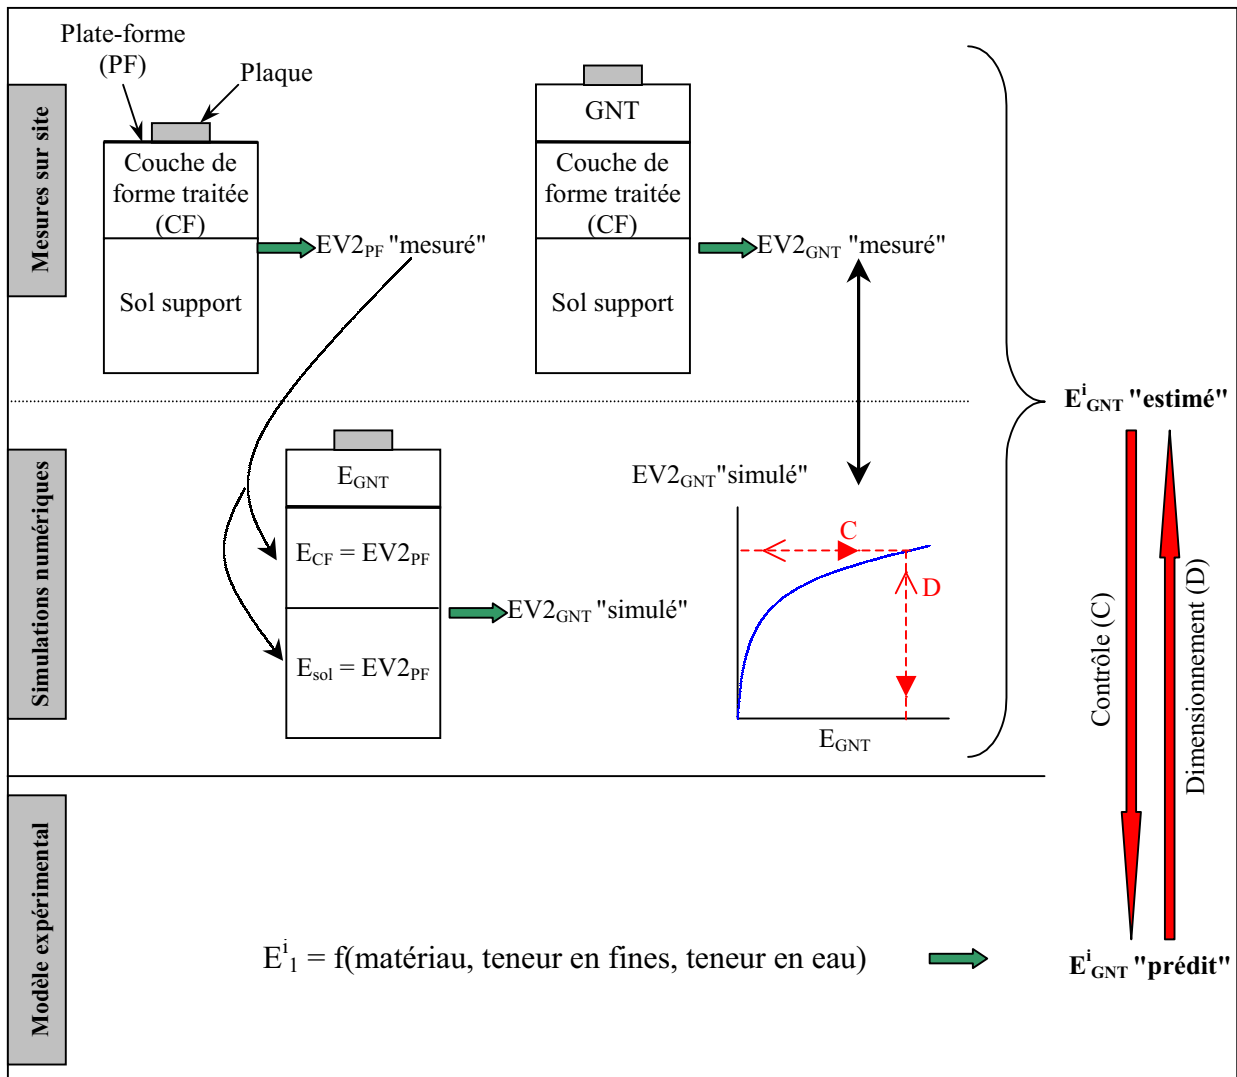 Plate-forme
(PF)
Plaque
Couche de
forme traitée
(CF)
Sol support
EV2PF "mesuré"
GNT
Couche de
forme traitée
(CF)
Sol support
EV2GNT "mesuré"
Mesures sur site
EiGNT "estimé"
Simulations numériques
EGNT
ECF = EV2PF
Esol = EV2PF
EV2GNT "simulé"
EV2GNT"simulé"
C
D
EGNT
Contrôle (C)
Dimensionnement (D)
Modèle expérimental
Ei1 = f(matériau, teneur en fines, teneur en eau)
EiGNT "prédit"